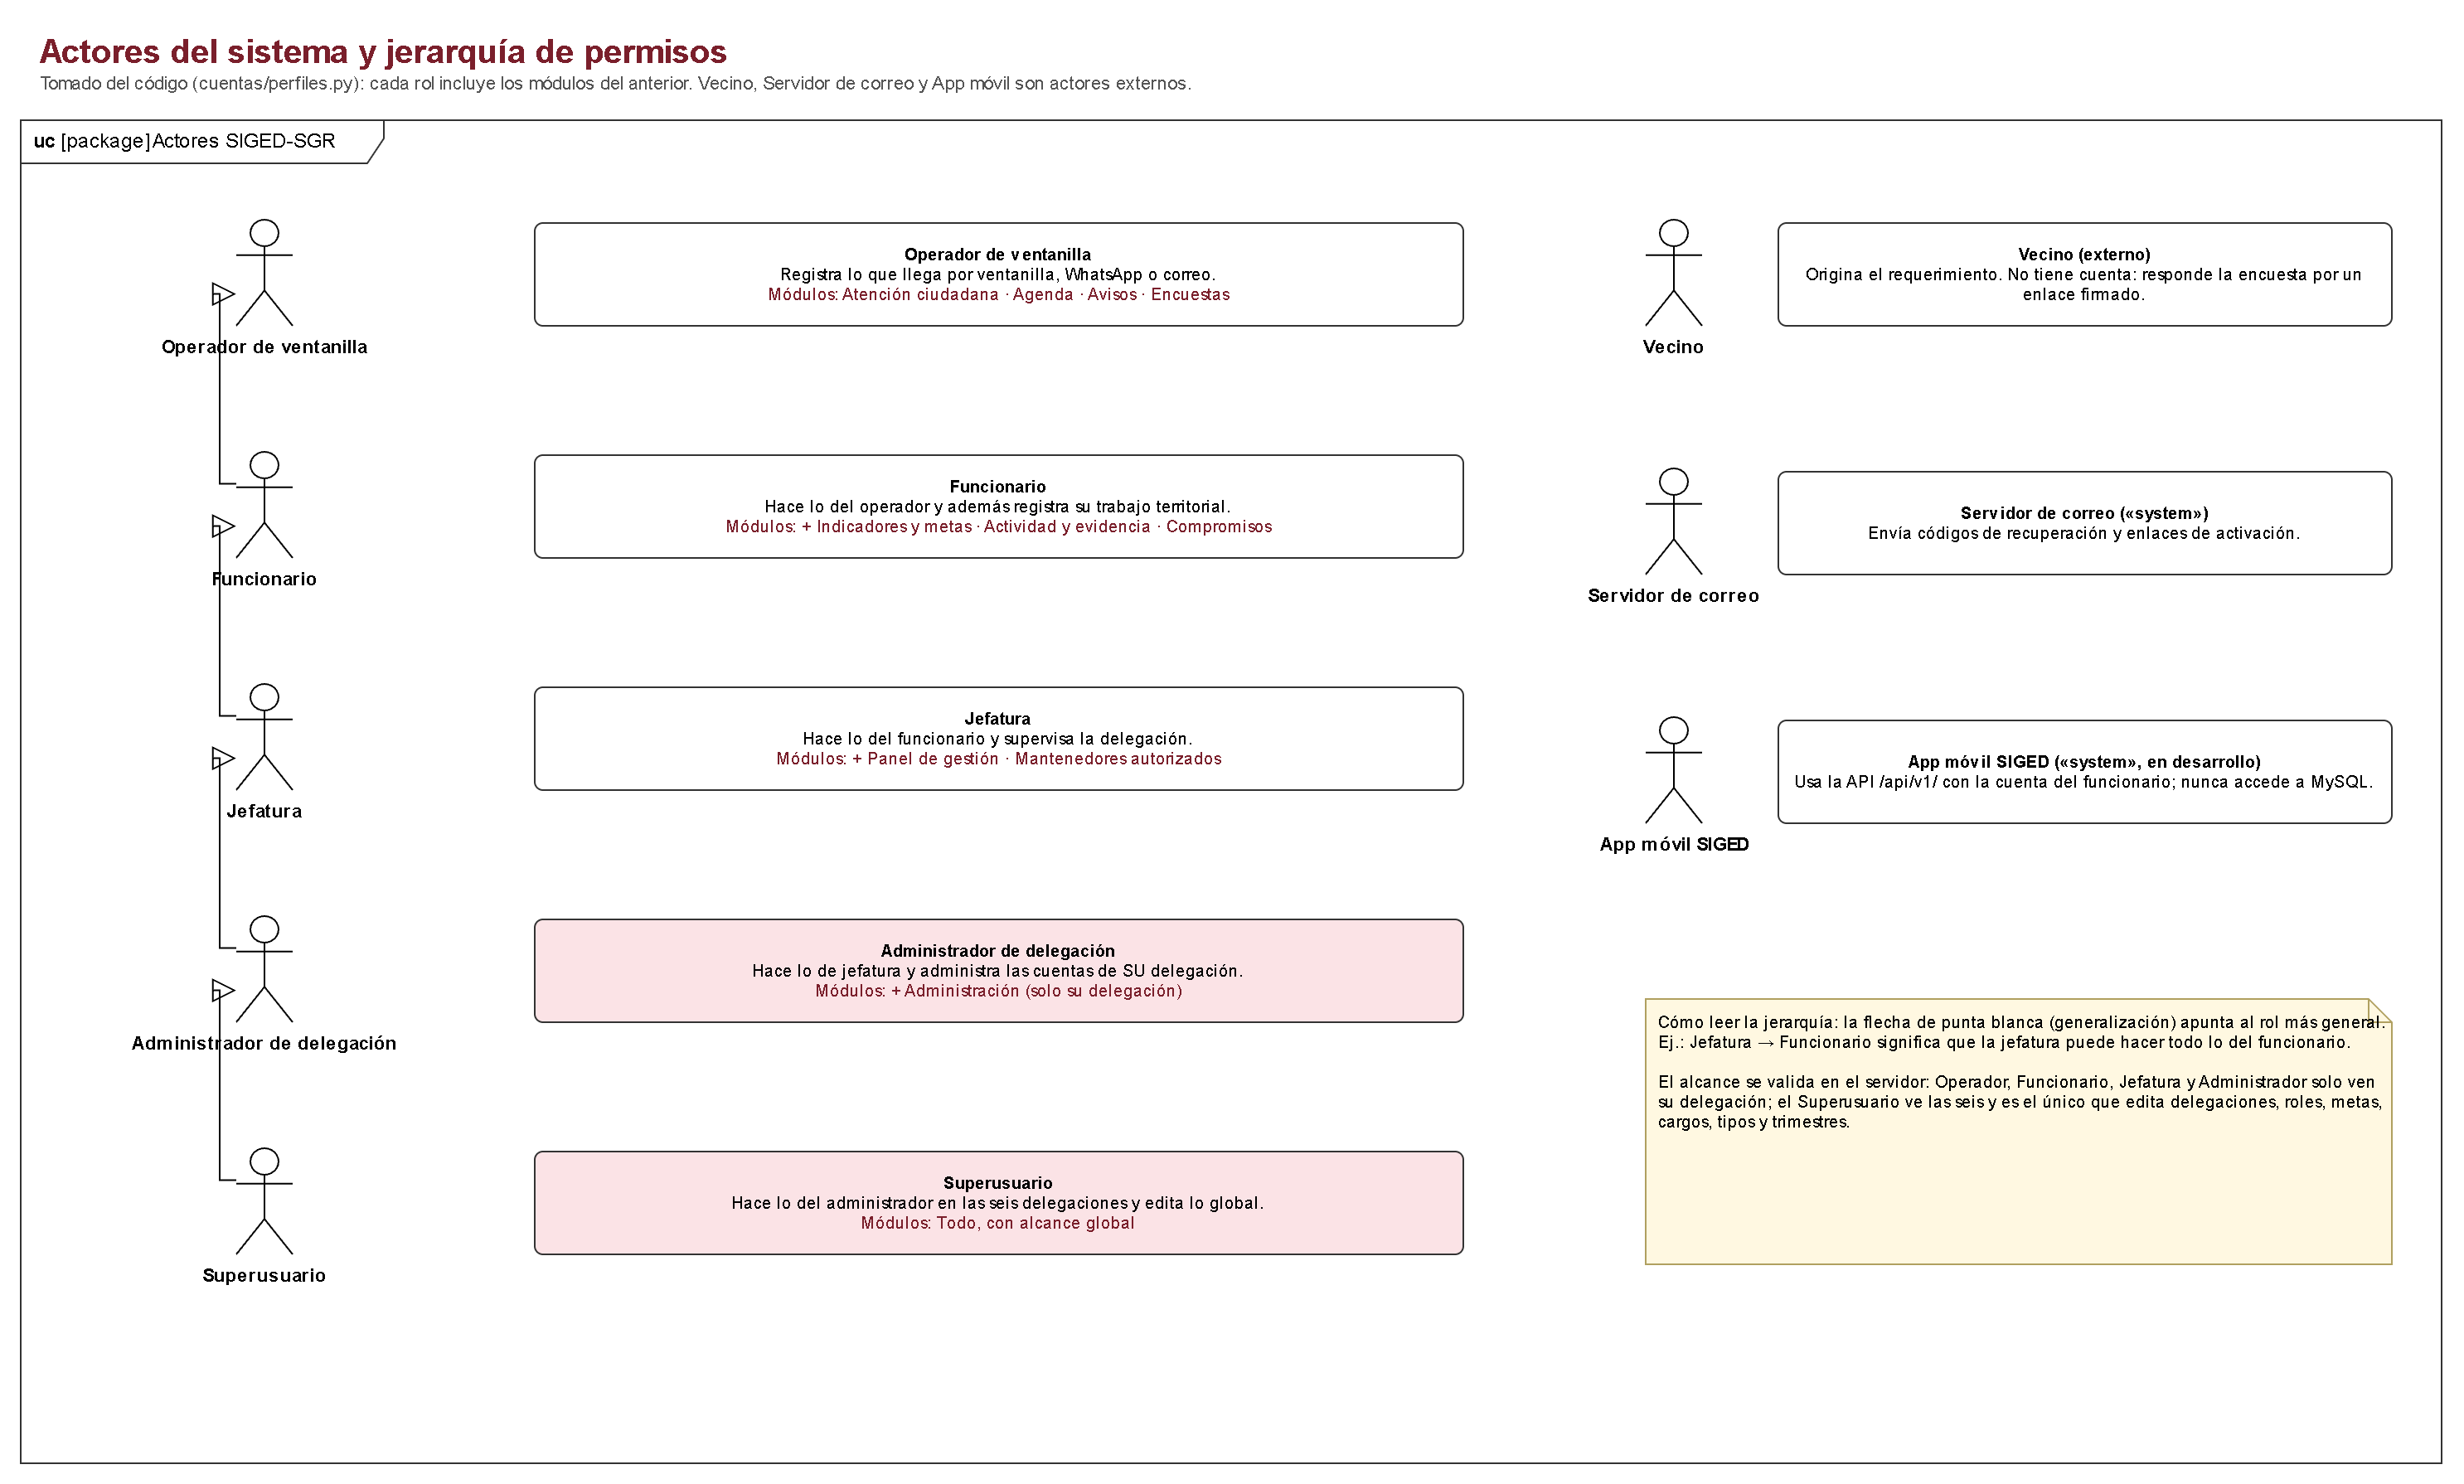 Actores del sistema y jerarquía de permisos
Tomado del código (cuentas/perfiles.py): cada rol incluye los módulos del anterior. Vecino, Servidor de correo y App móvil son actores externos.
uc [package]Actores SIGED-SGR
Operador de ventanilla
Operador de ventanilla
Registra lo que llega por ventanilla, WhatsApp o correo.
Módulos: Atención ciudadana · Agenda · Avisos · Encuestas
Vecino
Vecino (externo)
Origina el requerimiento. No tiene cuenta: responde la encuesta por un
enlace firmado.
Funcionario
Funcionario
Hace lo del operador y además registra su trabajo territorial.
Módulos: + Indicadores y metas · Actividad y evidencia · Compromisos
Servidor de correo
Servidor de correo («system»)
Envía códigos de recuperación y enlaces de activación.
Jefatura
Jefatura
Hace lo del funcionario y supervisa la delegación.
Módulos: + Panel de gestión · Mantenedores autorizados
App móvil SIGED
App móvil SIGED («system», en desarrollo)
Usa la API /api/v1/ con la cuenta del funcionario; nunca accede a MySQL.
Administrador de delegación
Administrador de delegación
Hace lo de jefatura y administra las cuentas de SU delegación.
Módulos: + Administración (solo su delegación)
Cómo leer la jerarquía: la flecha de punta blanca (generalización) apunta al rol más general.
Ej.: Jefatura → Funcionario significa que la jefatura puede hacer todo lo del funcionario.
El alcance se valida en el servidor: Operador, Funcionario, Jefatura y Administrador solo ven
su delegación; el Superusuario ve las seis y es el único que edita delegaciones, roles, metas,
cargos, tipos y trimestres.
Superusuario
Superusuario
Hace lo del administrador en las seis delegaciones y edita lo global.
Módulos: Todo, con alcance global